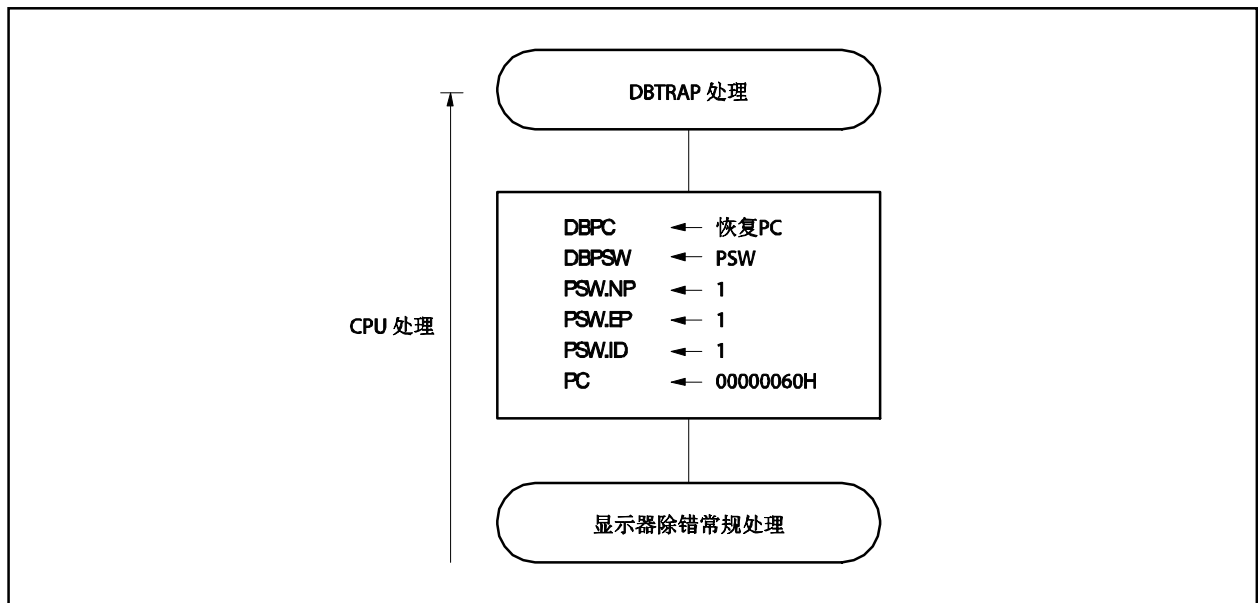 DBTRAP 处理
DBPC ← 恢复PC
DBPSW ← PSW
PSW.NP ← 1
PSW.EP ← 1
PSW.ID ← 1
PC ← 00000060H
CPU 处理
显示器除错常规处理